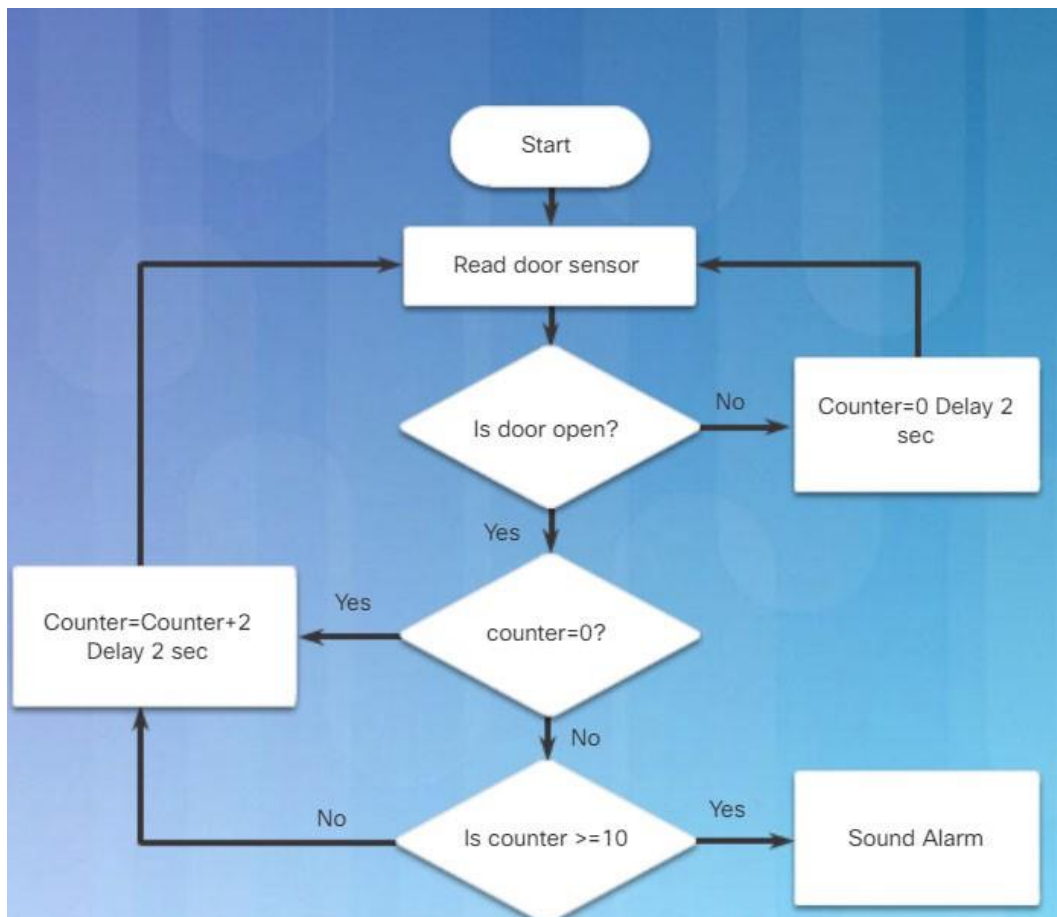 Start
Read door sensor
Is door open?
No
Counter=0 Delay 2
sec
Yes
Counter=Counter+2
Delay 2 sec
Yes
counter=0?
No
No
Is counter >=10
Yes
Sound Alarm